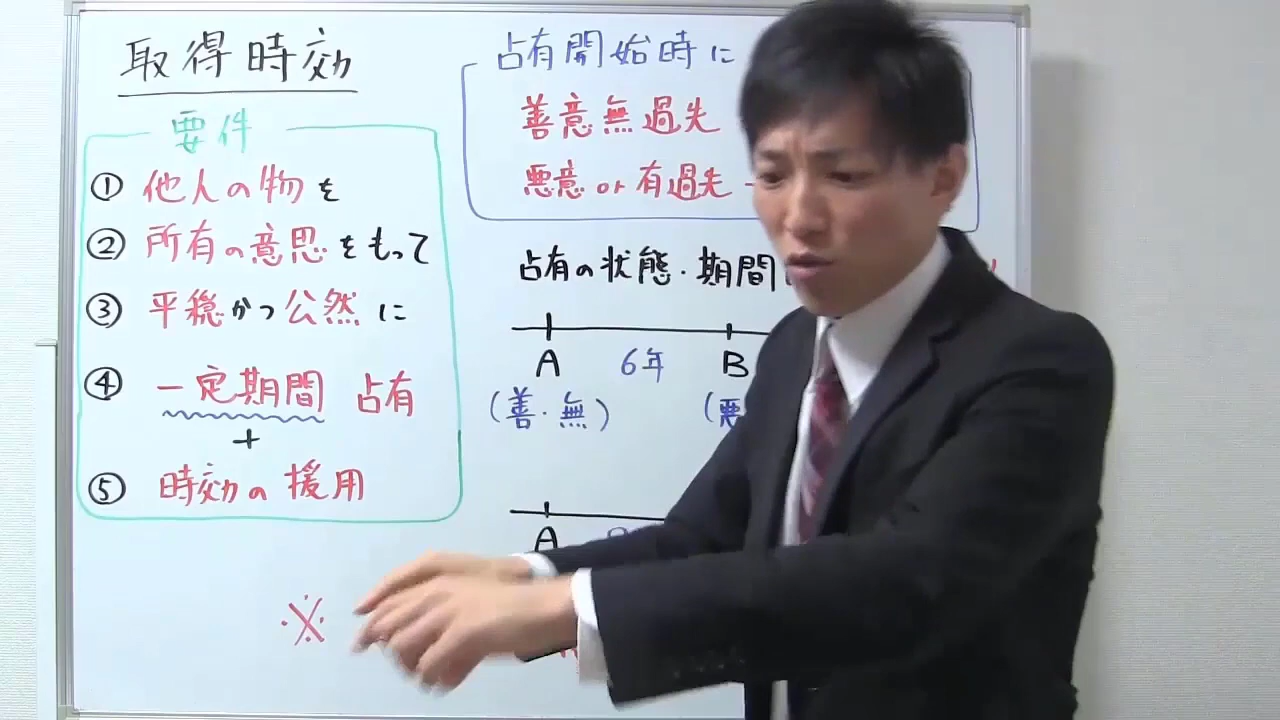 取得時効
要件
① 他人の物を
② 所有の意思をもって
③ 平穏かつ公然に
④ 一定期間 占有
+
⑤ 時効の援用
※
占有開始時に
善意無過失
悪意 or 有過失
占有の状態・期間
A 6年 B
(善・無) (悪
A